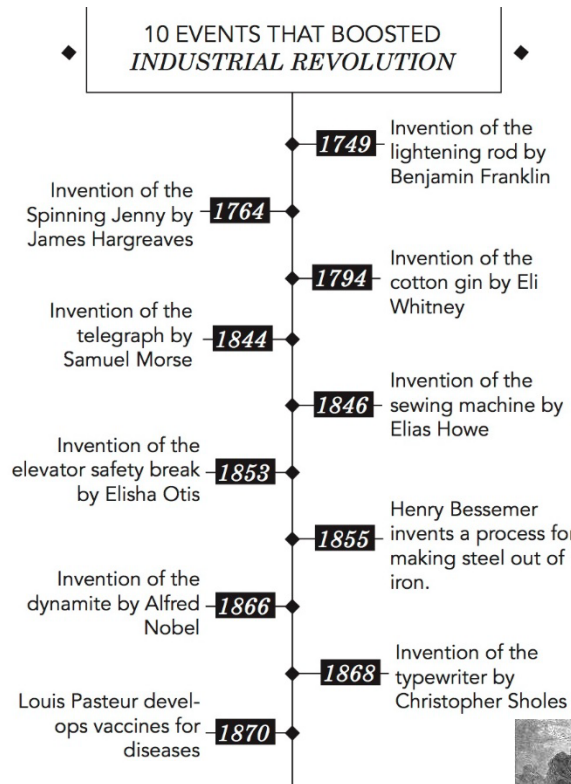 10 EVENTS THAT BOOSTED
INDUSTRIAL REVOLUTION
1749
Invention of the
lightening rod by
Benjamin Franklin
Invention of the
Spinning Jenny by
James Hargreaves
1764
1794
Invention of the
cotton gin by Eli
Whitney
Invention of the
telegraph by
Samuel Morse
1844
1846
Invention of the
sewing machine by
Elias Howe
Invention of the
elevator safety break
by Elisha Otis
1853
1855
Henry Bessemer
invents a process for
making steel out of
iron.
Invention of the
dynamite by Alfred
Nobel
1866
1868
Invention of the
typewriter by
Christopher Sholes
Louis Pasteur devel-
ops vaccines for
diseases
1870